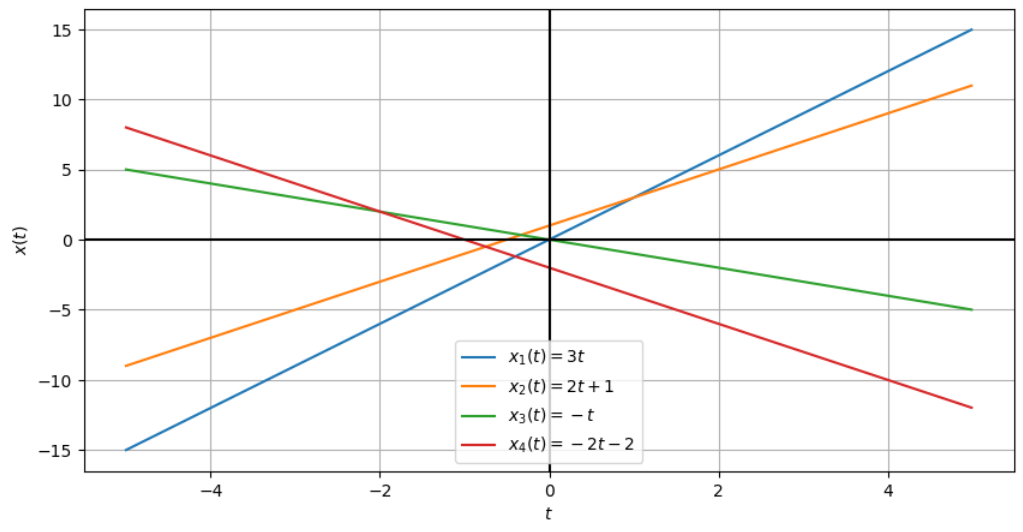 15
10
5
0
−5
−10
−15
x(t)
−4
−2
0
2
4
t
x₁(t) = 3t
x₂(t) = 2t + 1
x₃(t) = −t
x₄(t) = −2t − 2